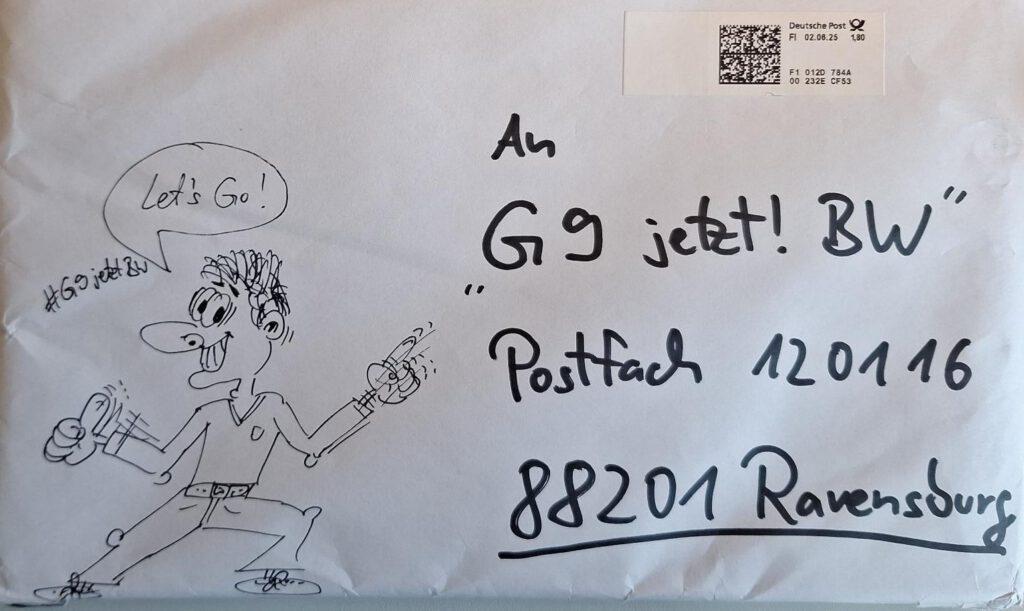 Deutsche Post
FI 02.06.25 1,80
F1 012D 784A
00 232E CF53
Let's Go!
#G9jetztBW
An
„G9 jetzt! BW"
Postfach 120116
88201 Ravensburg